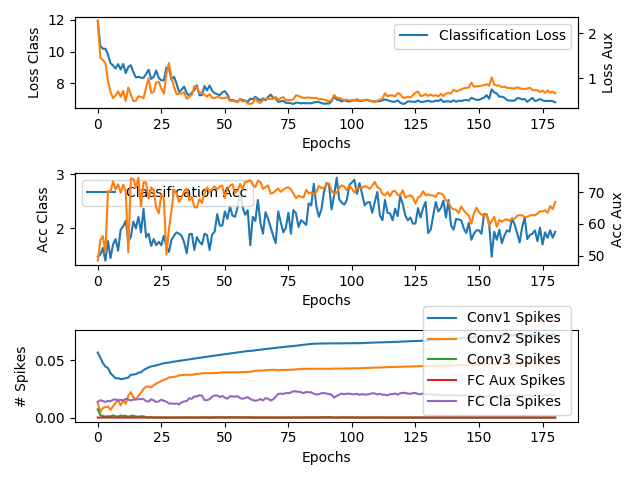 12
10
8
Loss Class
Classification Loss
2
1
Loss Aux
0 25 50 75 100 125 150 175
Epochs
3
2
Acc Class
Classification Acc
70
60
50
Acc Aux
0 25 50 75 100 125 150 175
Epochs
0.05
0.00
# Spikes
Conv1 Spikes
Conv2 Spikes
Conv3 Spikes
FC Aux Spikes
FC Cla Spikes
0 25 50 75 100 125 150 175
Epochs